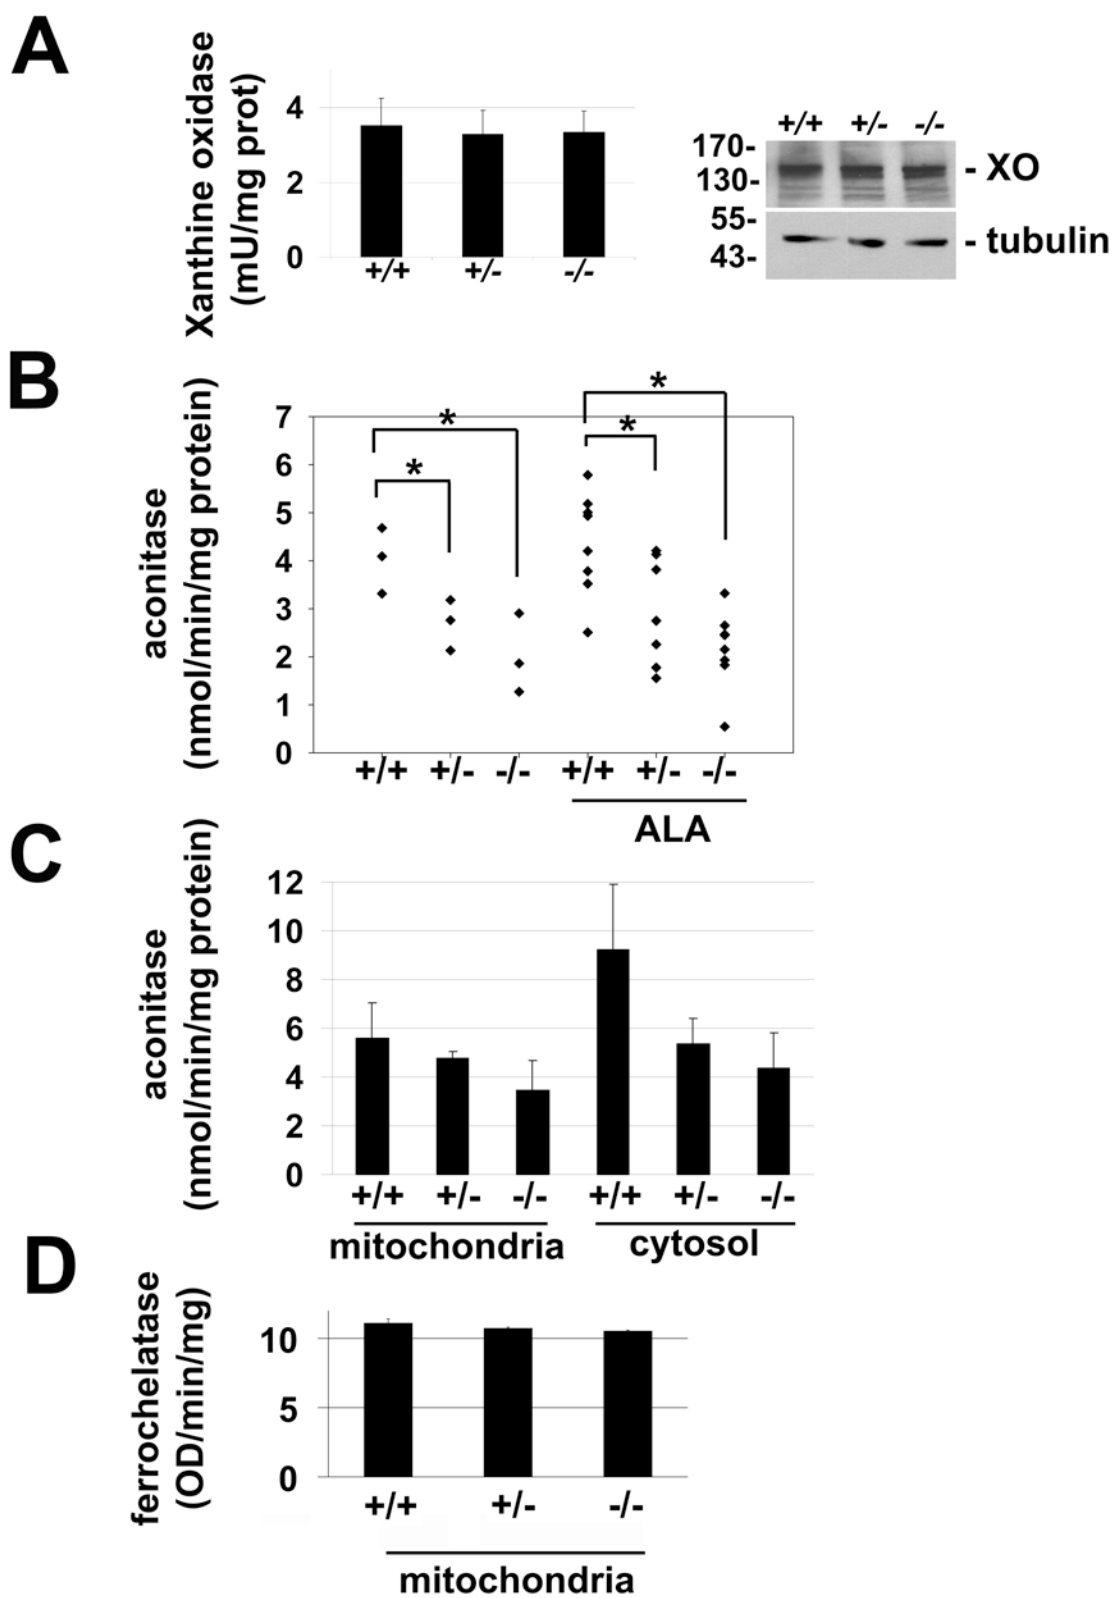 A
Xanthine oxidase
(mU/mg prot)
4
2
0
+/+ +/- -/-
+/+ +/- -/-
170-
130-
- XO
55-
43-
- tubulin
B
aconitase
(nmol/min/mg protein)
7
6
5
4
3
2
1
0
* * * *
+/+ +/- -/- +/+ +/- -/-
ALA
C
aconitase
(nmol/min/mg protein)
12
10
8
6
4
2
0
+/+ +/- -/- +/+ +/- -/-
mitochondria cytosol
D
ferrochelatase
(OD/min/mg)
10
5
0
+/+ +/- -/-
mitochondria